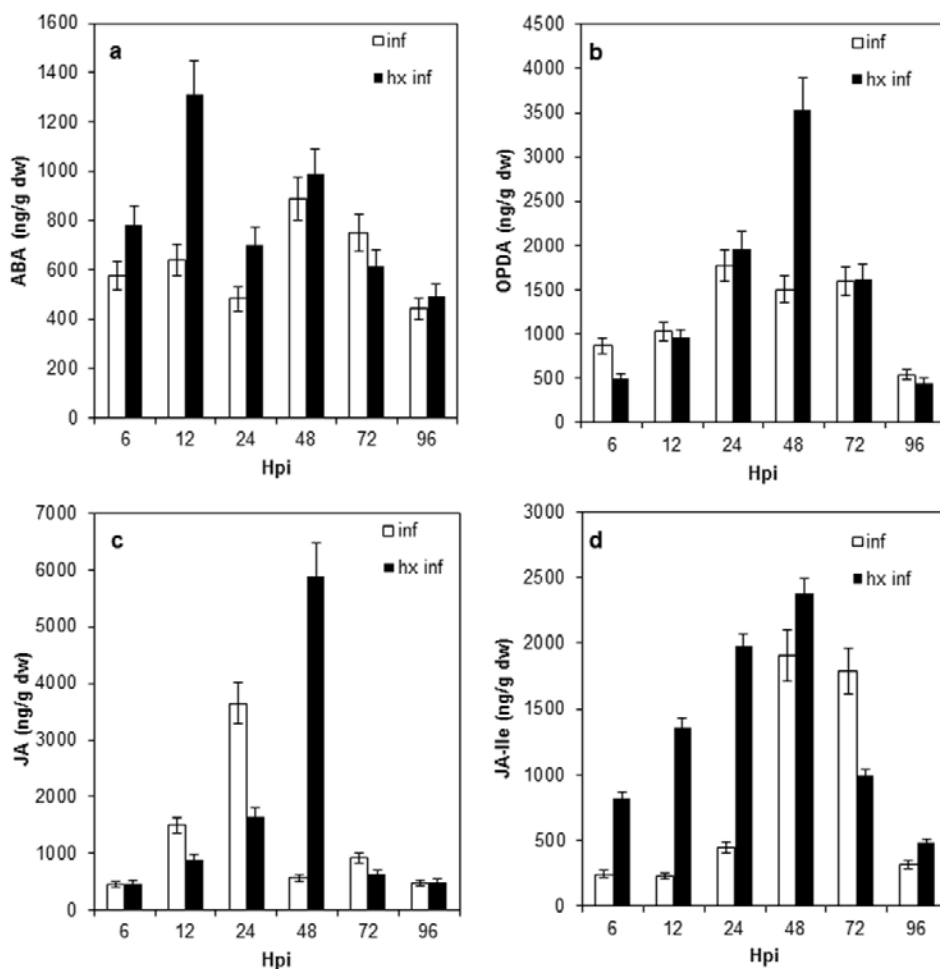 a
inf
hx inf
1600
1400
1200
1000
800
600
400
200
0
ABA (ng/g dw)
6 12 24 48 72 96
Hpi
b
inf
hx inf
4500
4000
3500
3000
2500
2000
1500
1000
500
0
OPDA (ng/g dw)
6 12 24 48 72 96
Hpi
c
inf
hx inf
7000
6000
5000
4000
3000
2000
1000
0
JA (ng/g dw)
6 12 24 48 72 96
Hpi
d
inf
hx inf
3000
2500
2000
1500
1000
500
0
JA-Ile (ng/g dw)
6 12 24 48 72 96
Hpi